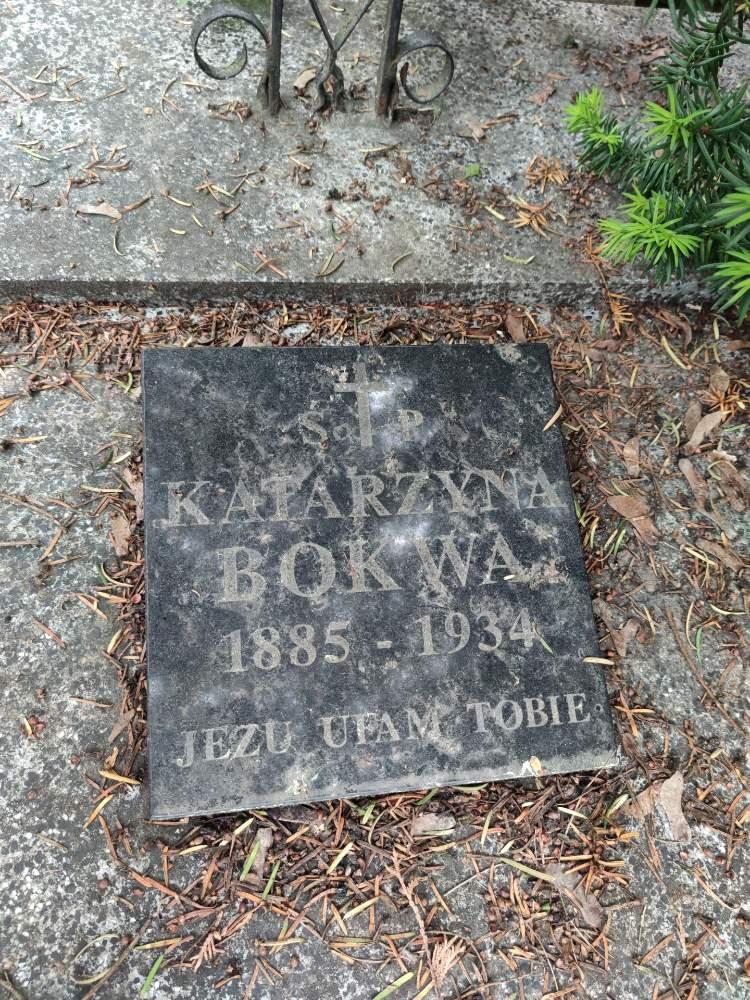 Ś P
KATARZYNA
BOKWA
1885 - 1934
JEZU UFAM TOBIE